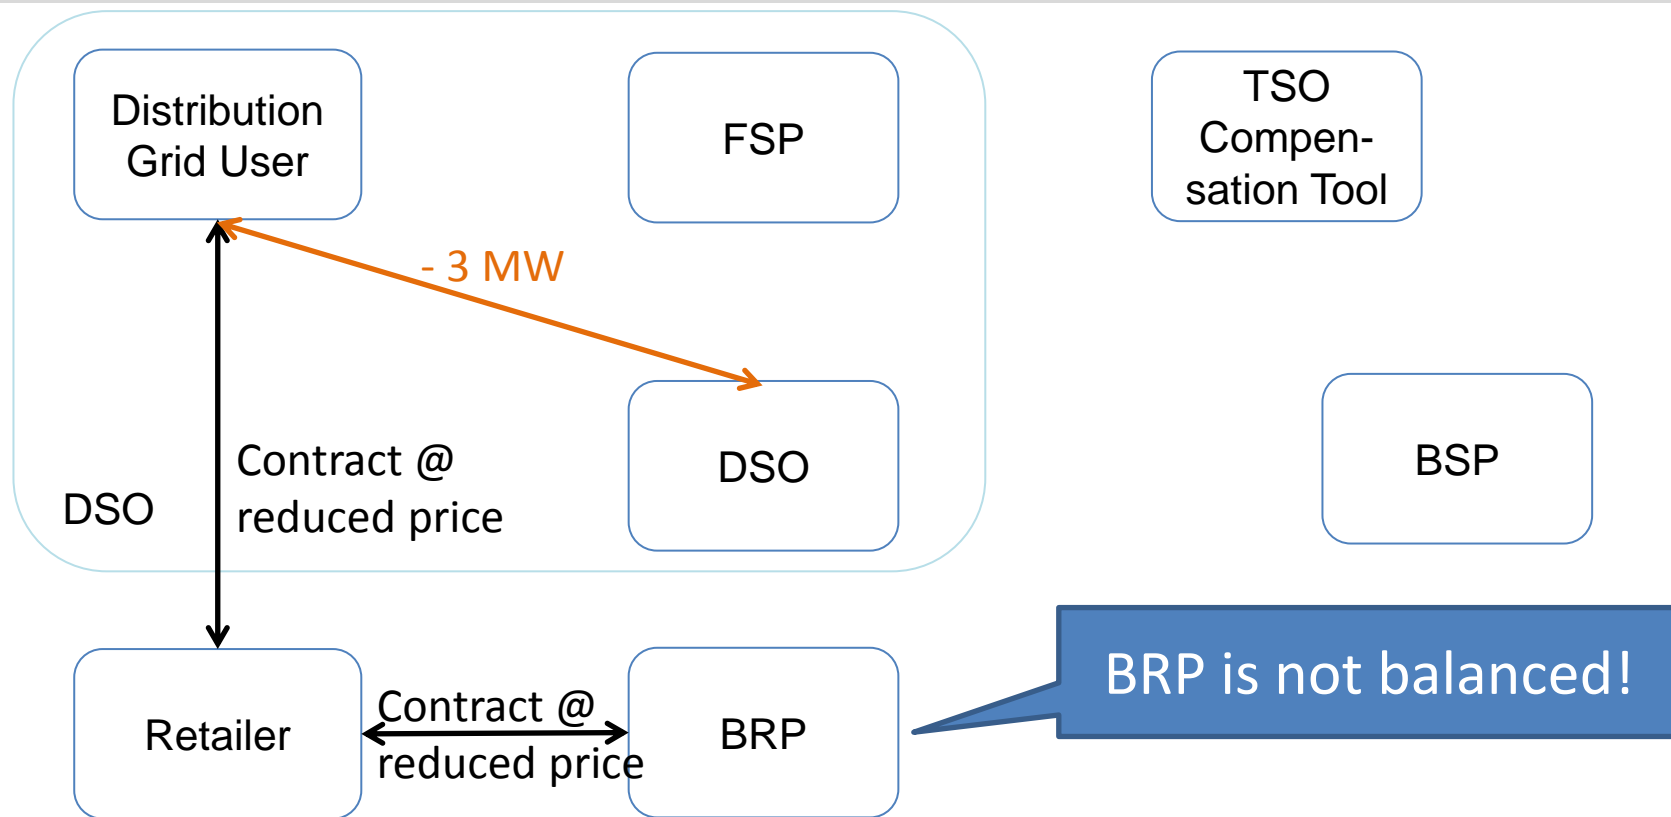 Distribution
Grid User
FSP
TSO
Compen-
sation Tool
- 3 MW
Contract @
reduced price
DSO
DSO
BSP
Retailer
Contract @
reduced price
BRP
BRP is not balanced!